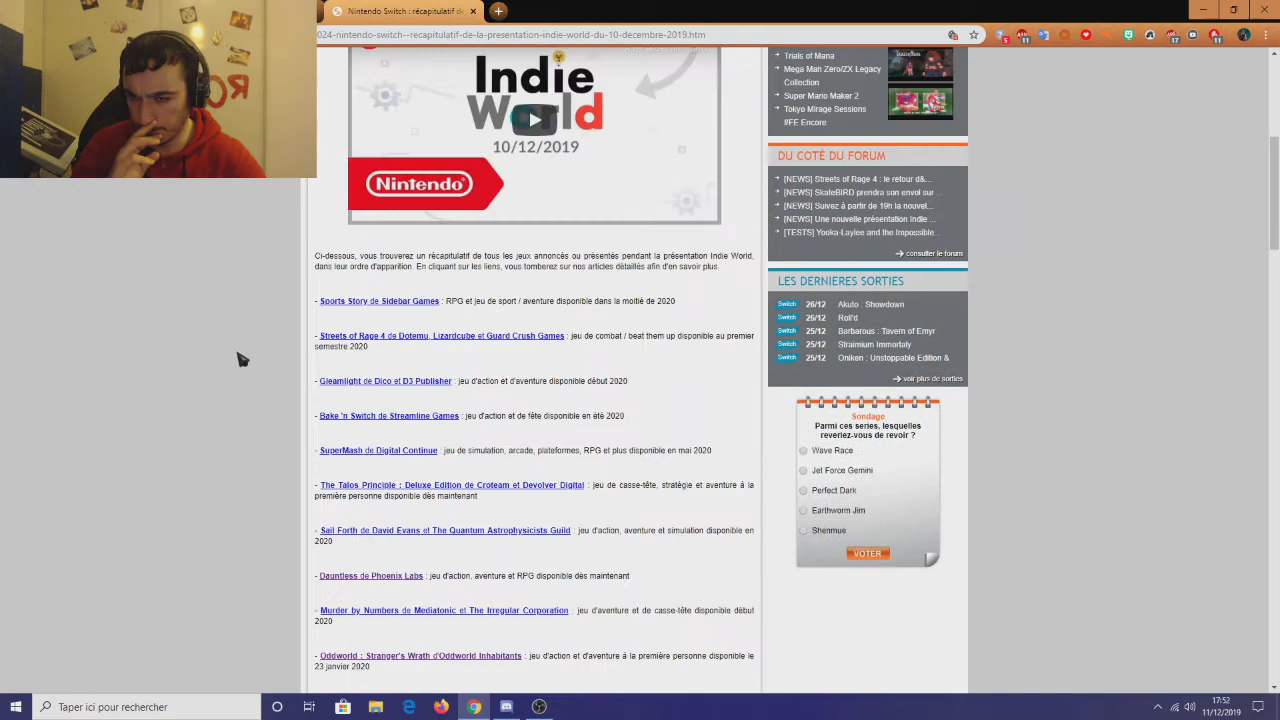 024-nintendo-switch--recapitulatif-de-la-presentation-indie-world-du-10-decembre-2019.htm
Indie
World
10/12/2019
Nintendo
Ci-dessous, vous trouverez un récapitulatif de tous les jeux annoncés ou présentés pendant la présentation Indie World,
dans leur ordre d'apparition. En cliquant sur les liens, vous tomberez sur nos articles détaillés afin d'en savoir plus.
- Sports Story de Sidebar Games : RPG et jeu de sport / aventure disponible dans la moitié de 2020
- Streets of Rage 4 de Dotemu, Lizardcube et Guard Crush Games : jeu de combat / beat them up disponible au premier
semestre 2020
- Gleamlight de Dico et D3 Publisher : jeu d'action et d'aventure disponible début 2020
- Bake 'n Switch de Streamline Games : jeu d'action et de fête disponible en été 2020
- SuperMash de Digital Continue : jeu de simulation, arcade, plateformes, RPG et plus disponible en mai 2020
- The Talos Principle : Deluxe Edition de Croteam et Devolver Digital : jeu de casse-tête, stratégie et aventure à la
première personne disponible dès maintenant
- Sail Forth de David Evans et The Quantum Astrophysicists Guild : jeu d'action, aventure et simulation disponible en
2020
- Dauntless de Phoenix Labs : jeu d'action, aventure et RPG disponible dès maintenant
- Murder by Numbers de Mediatonic et The Irregular Corporation : jeu d'aventure et de casse-tête disponible début
2020
- Oddworld : Stranger's Wrath d'Oddworld Inhabitants : jeu d'action et d'aventure à la première personne disponible le
23 janvier 2020
Trials of Mana
Mega Man Zero/ZX Legacy
Collection
Super Mario Maker 2
Tokyo Mirage Sessions
#FE Encore
DU COTÉ DU FORUM
[NEWS] Streets of Rage 4 : le retour d&...
[NEWS] SkateBIRD prendra son envol sur ...
[NEWS] Suivez à partir de 19h la nouvel...
[NEWS] Une nouvelle présentation Indie ...
[TESTS] Yooka-Laylee and the Impossible...
consulter le forum
LES DERNIERES SORTIES
Switch 26/12 Akuto : Showdown
Switch 26/12 Roll'd
Switch 25/12 Barbarous : Tavern of Emyr
Switch 25/12 Straimium Immortaly
Switch 25/12 Oniken : Unstoppable Edition &
voir plus de sorties
Sondage
Parmi ces series, lesquelles
reveriez-vous de revoir ?
Wave Race
Jet Force Gemini
Perfect Dark
Earthworm Jim
Shenmue
VOTER
Taper ici pour rechercher
17:52
11/12/2019